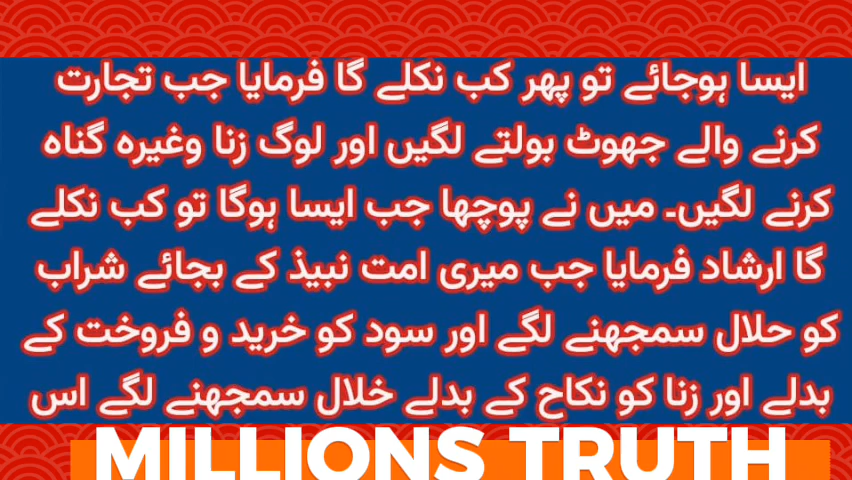 ایسا ہوجائے تو پھر کب نکلے گا فرمایا جب تجارت
کرنے والے جھوٹ بولتے لگیں اور لوگ زنا وغیرہ گناہ
کرنے لگیں۔ میں نے پوچھا جب ایسا ہوگا تو کب نکلے
گا ارشاد فرمایا جب میری امت نبیذ کے بجائے شراب
کو حلال سمجھنے لگے اور سود کو خرید و فروخت کے
بدلے اور زنا کو نکاح کے بدلے خلال سمجھنے لگے اس
MILLIONS TRUTH